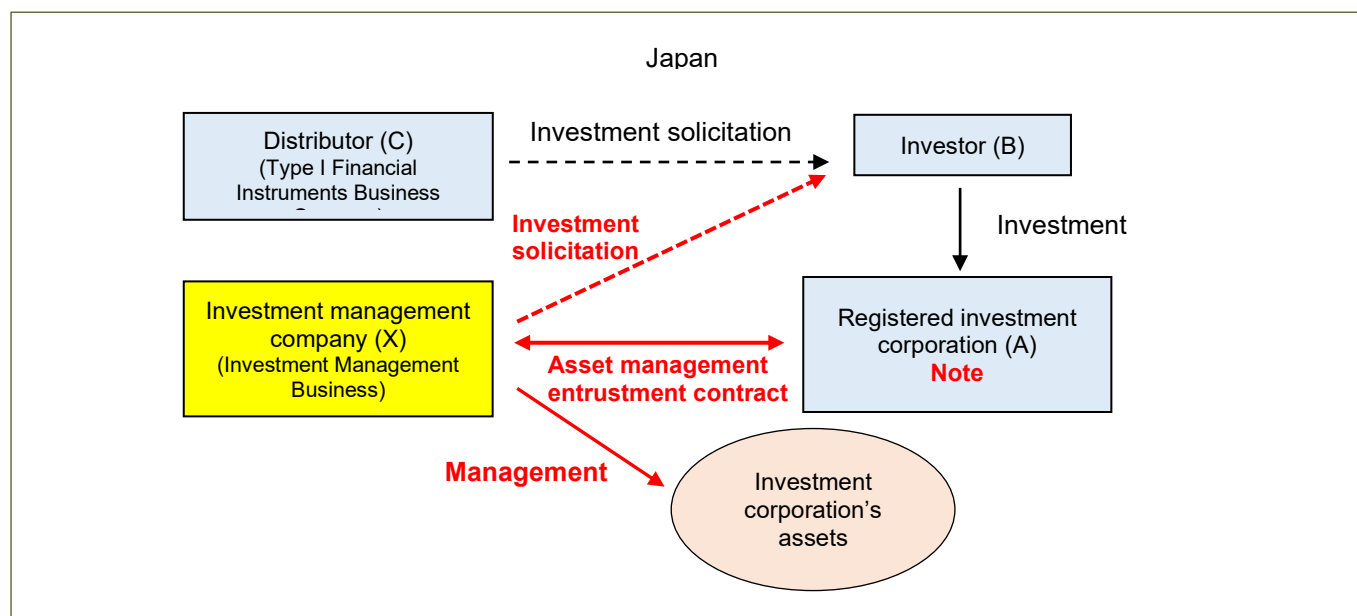 Japan
Distributor (C)
(Type I Financial
Instruments Business
Investment solicitation
Investor (B)
Investment
solicitation
Investment
Investment management
company (X)
(Investment Management
Business)
Asset management
entrustment contract
Registered investment
corporation (A)
Note
Management
Investment
corporation’s
assets